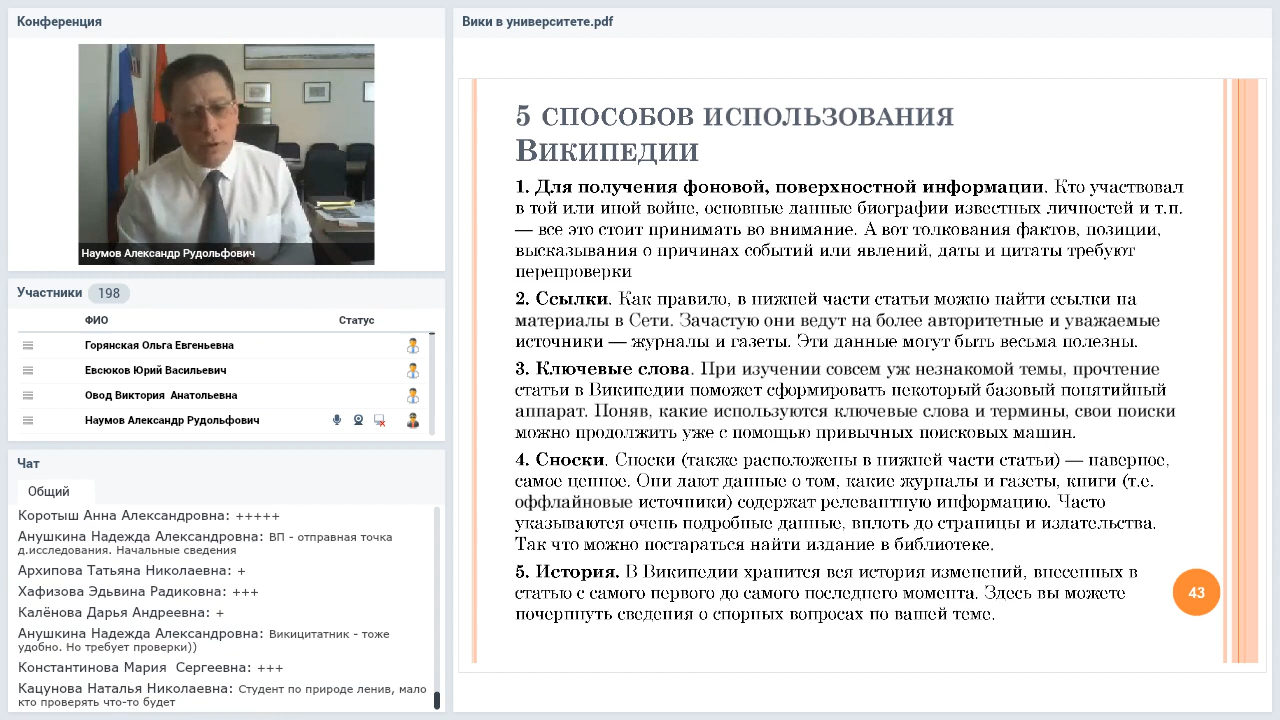 Конференция
Наумов Александр Рудольфович
Участники 198
ФИО Статус
Горянская Ольга Евгеньевна
Евсюков Юрий Васильевич
Овод Виктория Анатольевна
Наумов Александр Рудольфович
Чат
Общий
Коротыш Анна Александровна: +++++
Анушкина Надежда Александровна: ВП - отправная точка
д.исследования. Начальные сведения
Архипова Татьяна Николаевна: +
Хафизова Эдьвина Радиковна: +++
Калёнова Дарья Андреевна: +
Анушкина Надежда Александровна: Викицитатник - тоже
удобно. Но требует проверки))
Константинова Мария Сергеевна: +++
Кацунова Наталья Николаевна: Студент по природе ленив, мало
кто проверять что-то будет
Вики в университете.pdf
5 СПОСОБОВ ИСПОЛЬЗОВАНИЯ
ВИКИПЕДИИ
1. Для получения фоновой, поверхностной информации. Кто участвовал
в той или иной войне, основные данные биографии известных личностей и т.п.
— все это стоит принимать во внимание. А вот толкования фактов, позиции,
высказывания о причинах событий или явлений, даты и цитаты требуют
перепроверки
2. Ссылки. Как правило, в нижней части статьи можно найти ссылки на
материалы в Сети. Зачастую они ведут на более авторитетные и уважаемые
источники — журналы и газеты. Эти данные могут быть весьма полезны.
3. Ключевые слова. При изучении совсем уж незнакомой темы, прочтение
статьи в Википедии поможет сформировать некоторый базовый понятийный
аппарат. Поняв, какие используются ключевые слова и термины, свои поиски
можно продолжить уже с помощью привычных поисковых машин.
4. Сноски. Сноски (также расположены в нижней части статьи) — наверное,
самое ценное. Они дают данные о том, какие журналы и газеты, книги (т.е.
оффлайновые источники) содержат релевантную информацию. Часто
указываются очень подробные данные, вплоть до страницы и издательства.
Так что можно постараться найти издание в библиотеке.
5. История. В Википедии хранится вся история изменений, внесенных в
статью с самого первого до самого последнего момента. Здесь вы можете
почерпнуть сведения о спорных вопросах по вашей теме.
43